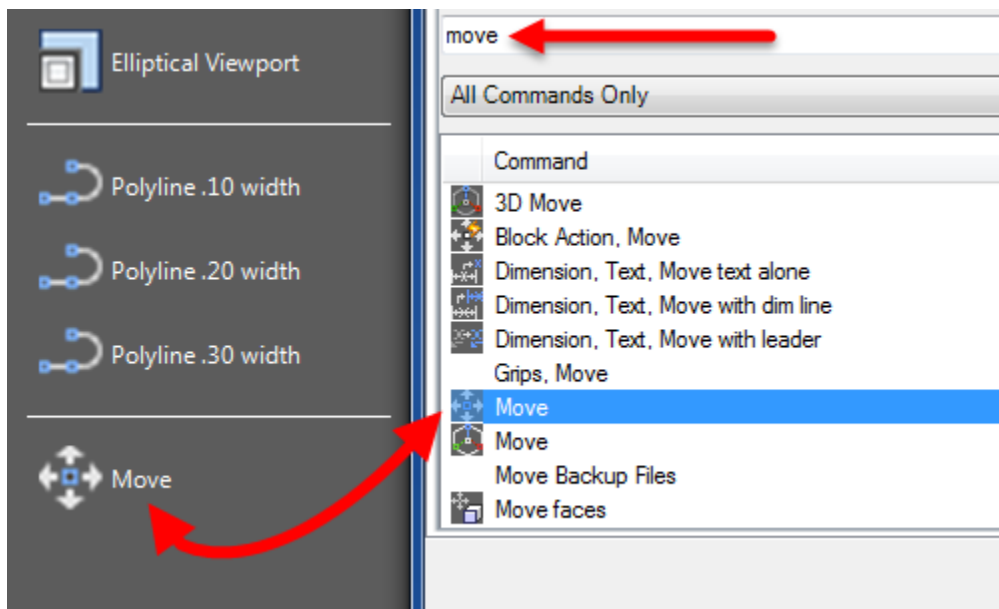 Elliptical Viewport
Polyline .10 width
Polyline .20 width
Polyline .30 width
Move
move
All Commands Only
Command
3D Move
Block Action, Move
Dimension, Text, Move text alone
Dimension, Text, Move with dim line
Dimension, Text, Move with leader
Grips, Move
Move
Move
Move Backup Files
Move faces